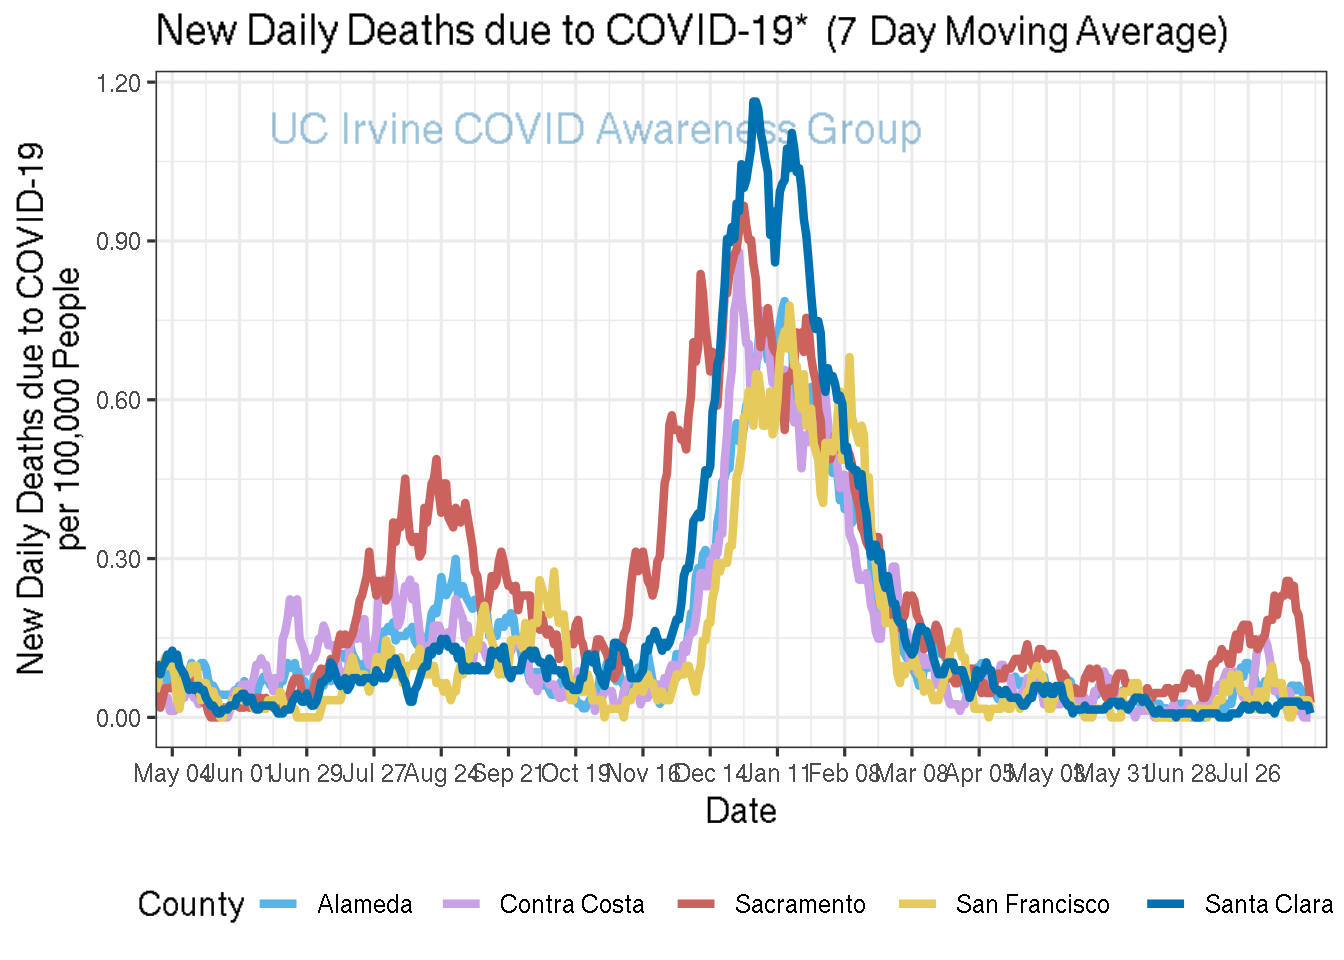 New Daily Deaths due to COVID-19* (7 Day Moving Average)
UC Irvine COVID Awareness Group
New Daily Deaths due to COVID-19
per 100,000 People
1.20
0.90
0.60
0.30
0.00
May 04 Jun 01 Jun 29 Jul 27 Aug 24 Sep 21 Oct 19 Nov 16 Dec 14 Jan 11 Feb 08 Mar 08 Apr 05 May 03 May 31 Jun 28 Jul 26
Date
County Alameda Contra Costa Sacramento San Francisco Santa Clara